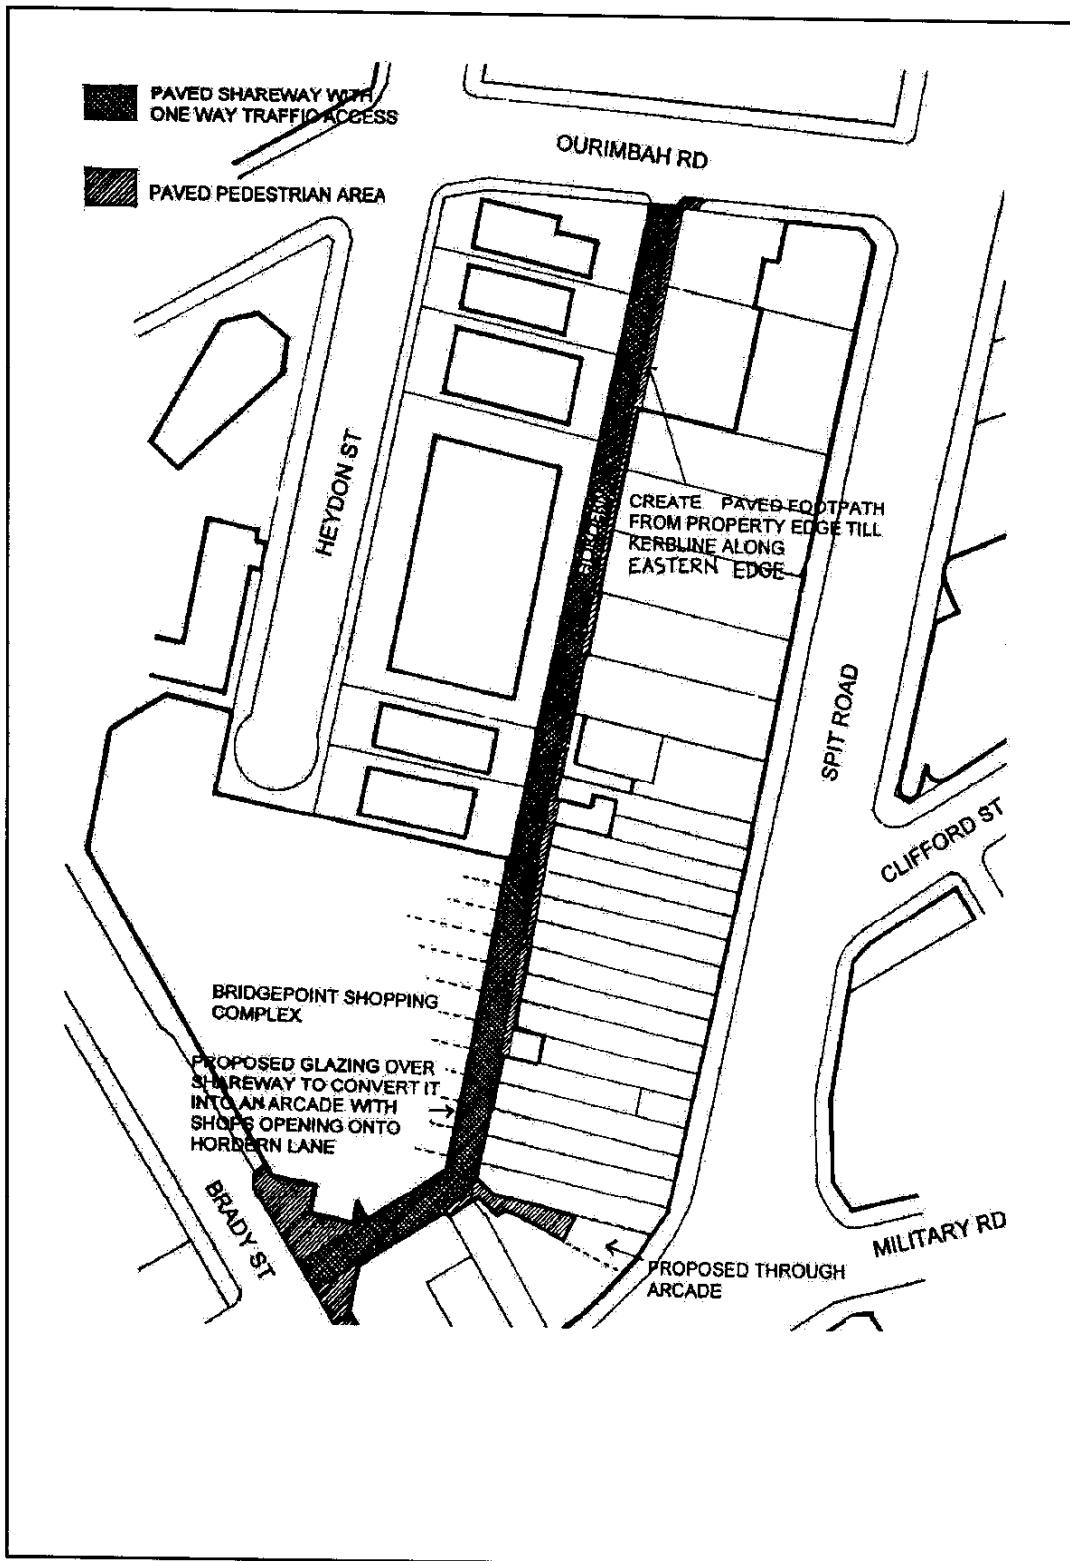 PAVED SHAREWAY WITH
ONE WAY TRAFFIC ACCESS
PAVED PEDESTRIAN AREA
OURIMBAH RD
HEYDON ST
CREATE PAVED FOOTPATH
FROM PROPERTY EDGE TILL
KERBLINE ALONG
EASTERN EDGE
SPIT ROAD
CLIFFORD ST
BRIDGEPOINT SHOPPING
COMPLEX
PROPOSED GLAZING OVER
SHAREWAY TO CONVERT IT
INTO AN ARCADE WITH
SHOPS OPENING ONTO
HORDERN LANE
BRADY ST
MILITARY RD
PROPOSED THROUGH
ARCADE